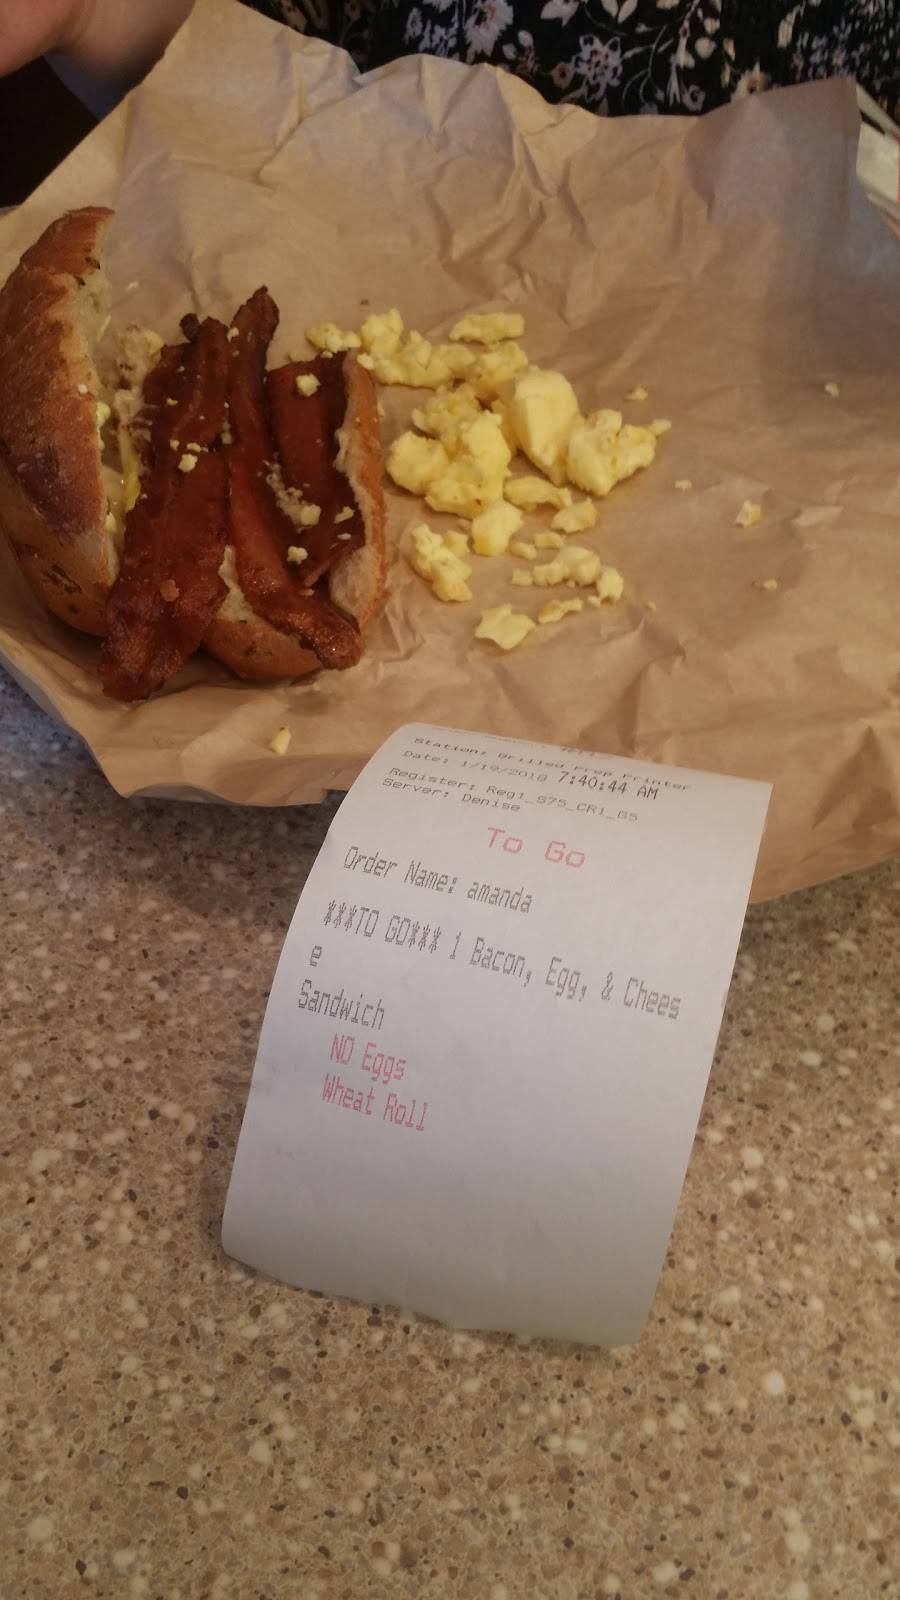 Station: Grilled Prep Printer
Date: 1/19/2018 7:40:44 AM
Register: Reg1_S75_CR1_G5
Server: Denise
To Go
Order Name: amanda
***TO GO*** 1 Bacon, Egg, & Chees
e
Sandwich
NO Eggs
Wheat Roll